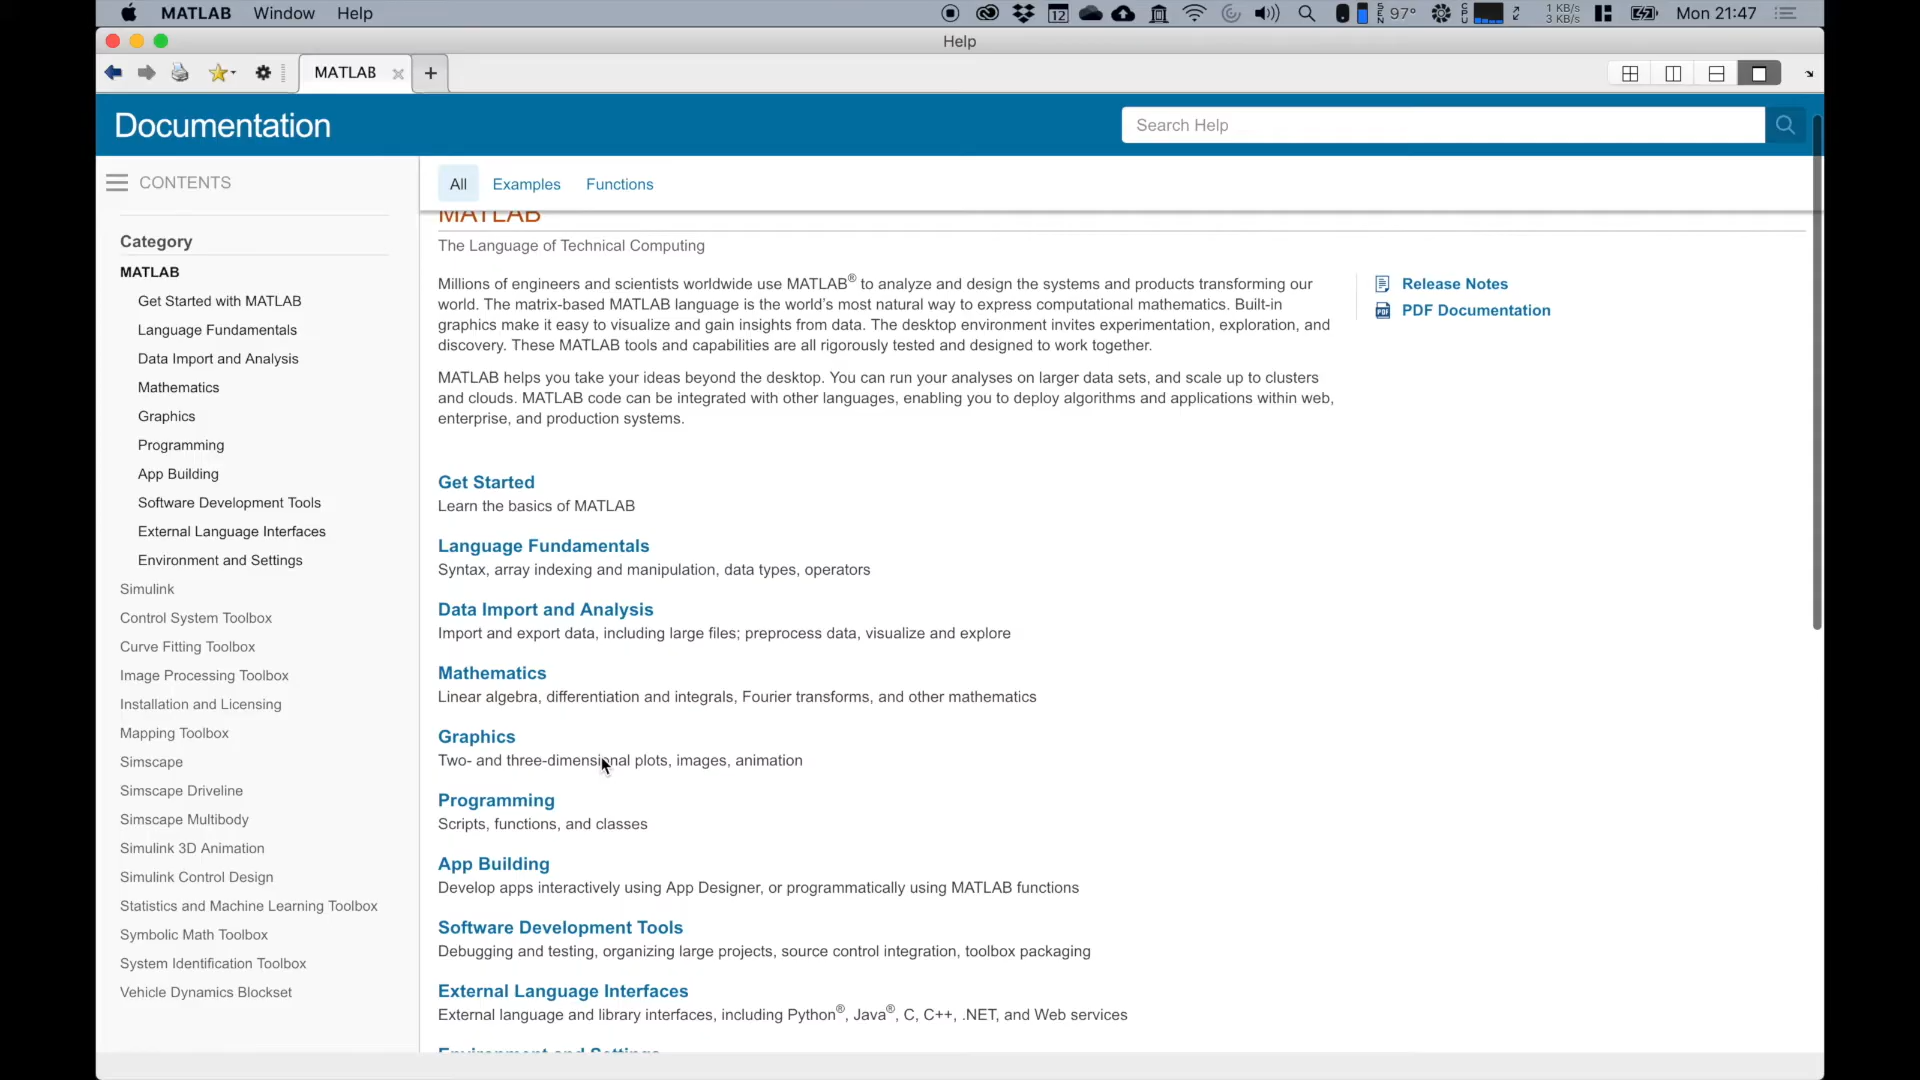 MATLAB Window Help
12
SEN 97° CPU 1 KB/s 3 KB/s Mon 21:47
Help
MATLAB
Documentation
Search Help
CONTENTS
All Examples Functions
Category
MATLAB
Get Started with MATLAB
Language Fundamentals
Data Import and Analysis
Mathematics
Graphics
Programming
App Building
Software Development Tools
External Language Interfaces
Environment and Settings
Simulink
Control System Toolbox
Curve Fitting Toolbox
Image Processing Toolbox
Installation and Licensing
Mapping Toolbox
Simscape
Simscape Driveline
Simscape Multibody
Simulink 3D Animation
Simulink Control Design
Statistics and Machine Learning Toolbox
Symbolic Math Toolbox
System Identification Toolbox
Vehicle Dynamics Blockset
MATLAB
The Language of Technical Computing
Millions of engineers and scientists worldwide use MATLAB® to analyze and design the systems and products transforming our
world. The matrix-based MATLAB language is the world's most natural way to express computational mathematics. Built-in
graphics make it easy to visualize and gain insights from data. The desktop environment invites experimentation, exploration, and
discovery. These MATLAB tools and capabilities are all rigorously tested and designed to work together.
MATLAB helps you take your ideas beyond the desktop. You can run your analyses on larger data sets, and scale up to clusters
and clouds. MATLAB code can be integrated with other languages, enabling you to deploy algorithms and applications within web,
enterprise, and production systems.
Release Notes
PDF Documentation
Get Started
Learn the basics of MATLAB
Language Fundamentals
Syntax, array indexing and manipulation, data types, operators
Data Import and Analysis
Import and export data, including large files; preprocess data, visualize and explore
Mathematics
Linear algebra, differentiation and integrals, Fourier transforms, and other mathematics
Graphics
Two- and three-dimensional plots, images, animation
Programming
Scripts, functions, and classes
App Building
Develop apps interactively using App Designer, or programmatically using MATLAB functions
Software Development Tools
Debugging and testing, organizing large projects, source control integration, toolbox packaging
External Language Interfaces
External language and library interfaces, including Python®, Java®, C, C++, .NET, and Web services
Environment and Settings